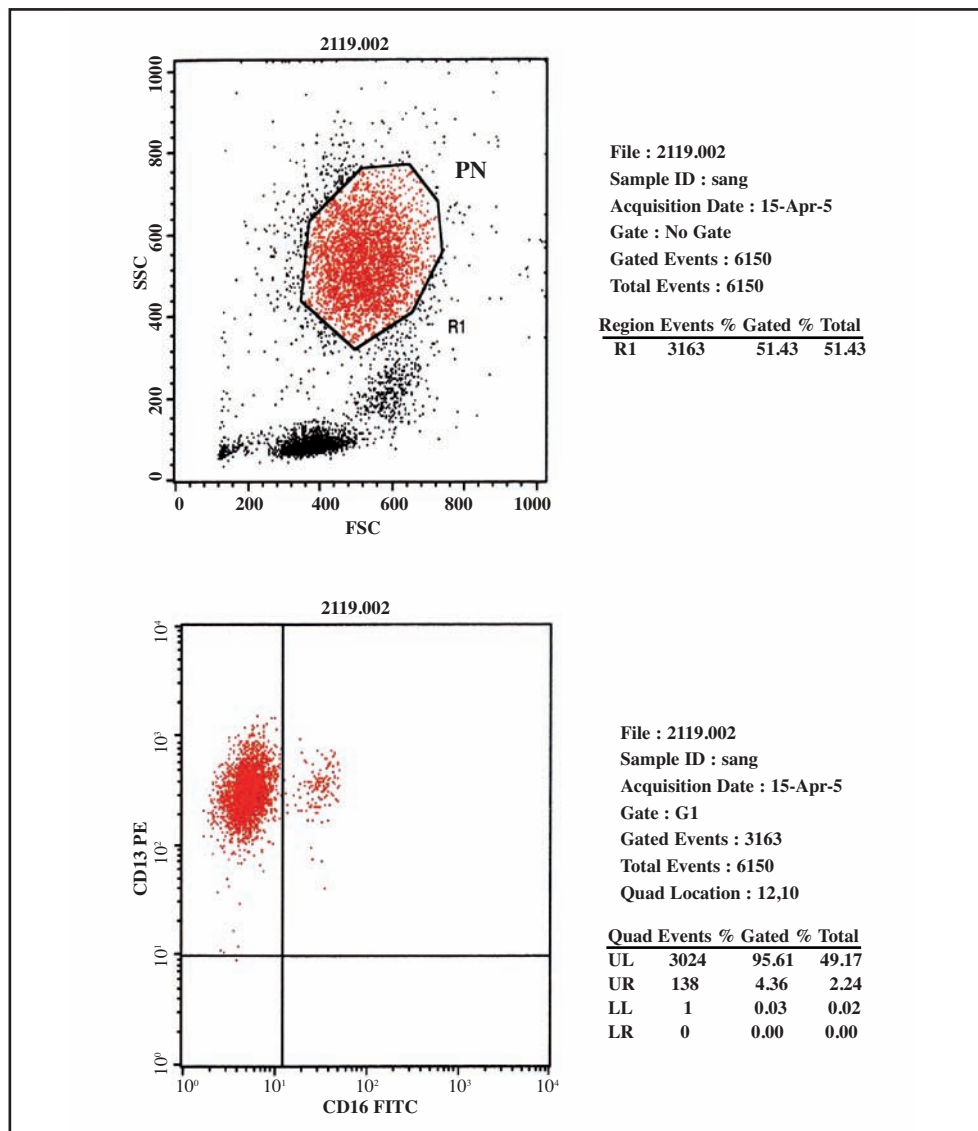 2119.002
1000
800
600
400
200
0
SSC
PN
R1
0 200 400 600 800 1000
FSC
File : 2119.002
Sample ID : sang
Acquisition Date : 15-Apr-5
Gate : No Gate
Gated Events : 6150
Total Events : 6150
Region Events % Gated % Total
R1 3163 51.43 51.43
2119.002
10⁴
10³
10²
10¹
10⁰
CD13 PE
10⁰ 10¹ 10² 10³ 10⁴
CD16 FITC
File : 2119.002
Sample ID : sang
Acquisition Date : 15-Apr-5
Gate : G1
Gated Events : 3163
Total Events : 6150
Quad Location : 12,10
Quad Events % Gated % Total
UL 3024 95.61 49.17
UR 138 4.36 2.24
LL 1 0.03 0.02
LR 0 0.00 0.00